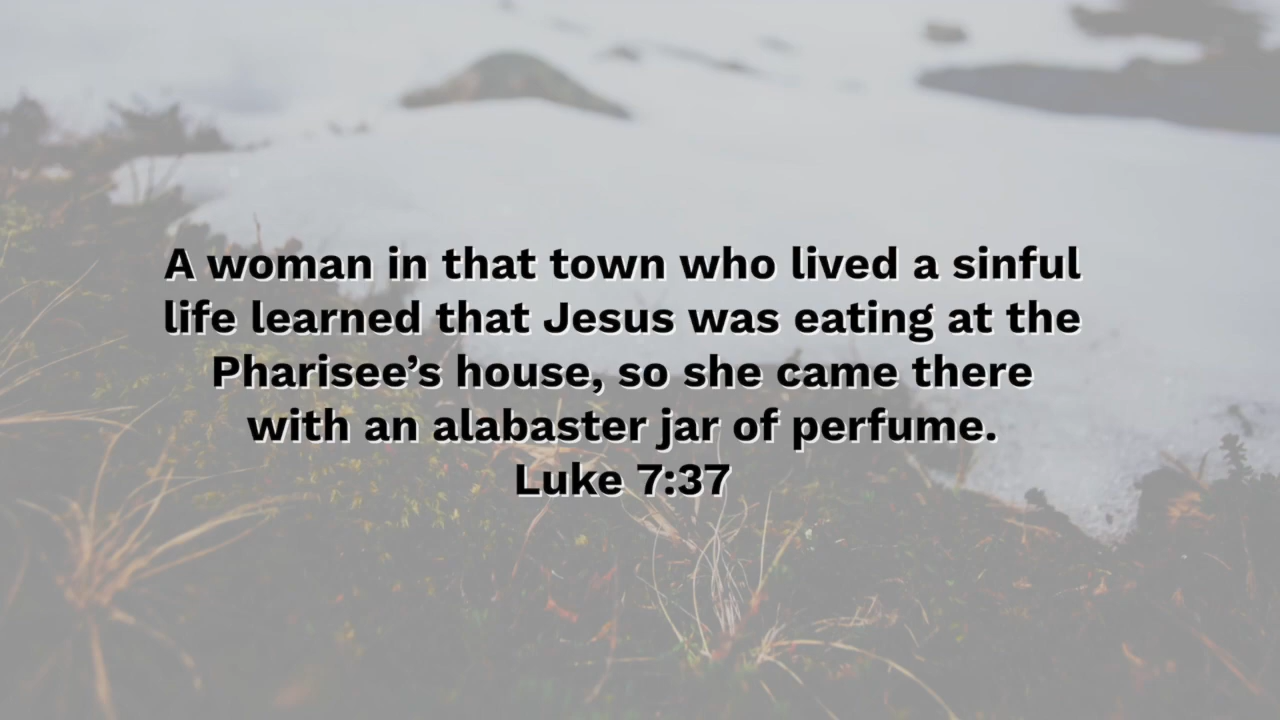 A woman in that town who lived a sinful
life learned that Jesus was eating at the
Pharisee’s house, so she came there
with an alabaster jar of perfume.
Luke 7:37